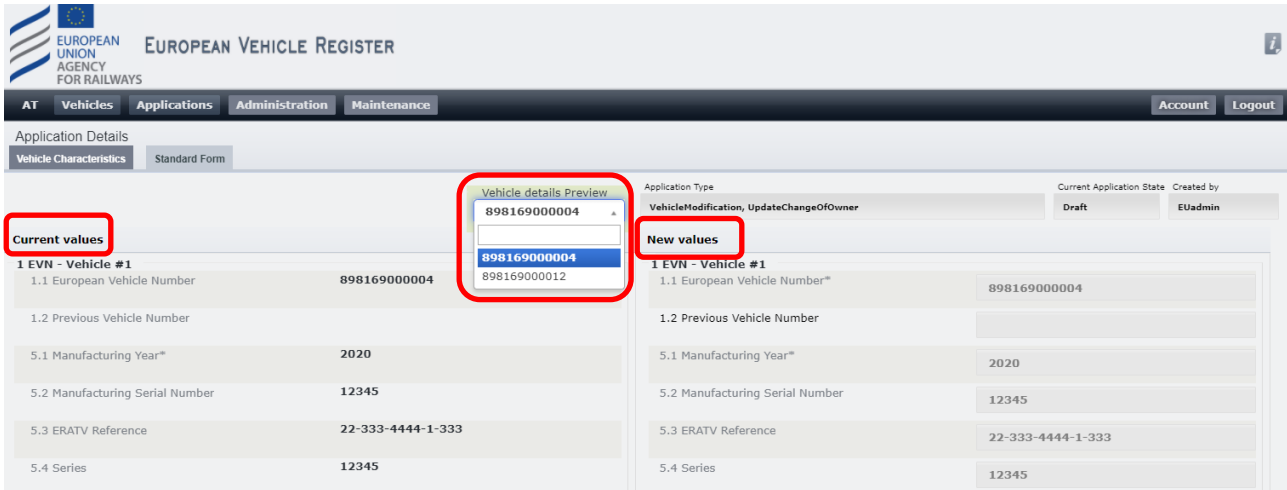 EUROPEAN
UNION
AGENCY
FOR RAILWAYS
EUROPEAN VEHICLE REGISTER
i
AT Vehicles Applications Administration Maintenance Account Logout
Application Details
Vehicle Characteristics Standard Form
Vehicle details Preview
898169000004
898169000004
898169000012
Application Type
VehicleModification, UpdateChangeOfOwner
Current Application State Created by
Draft EUadmin
Current values
1 EVN - Vehicle #1
1.1 European Vehicle Number 898169000004
1.2 Previous Vehicle Number
5.1 Manufacturing Year* 2020
5.2 Manufacturing Serial Number 12345
5.3 ERATV Reference 22-333-4444-1-333
5.4 Series 12345
New values
1 EVN - Vehicle #1
1.1 European Vehicle Number* 898169000004
1.2 Previous Vehicle Number
5.1 Manufacturing Year* 2020
5.2 Manufacturing Serial Number 12345
5.3 ERATV Reference 22-333-4444-1-333
5.4 Series 12345